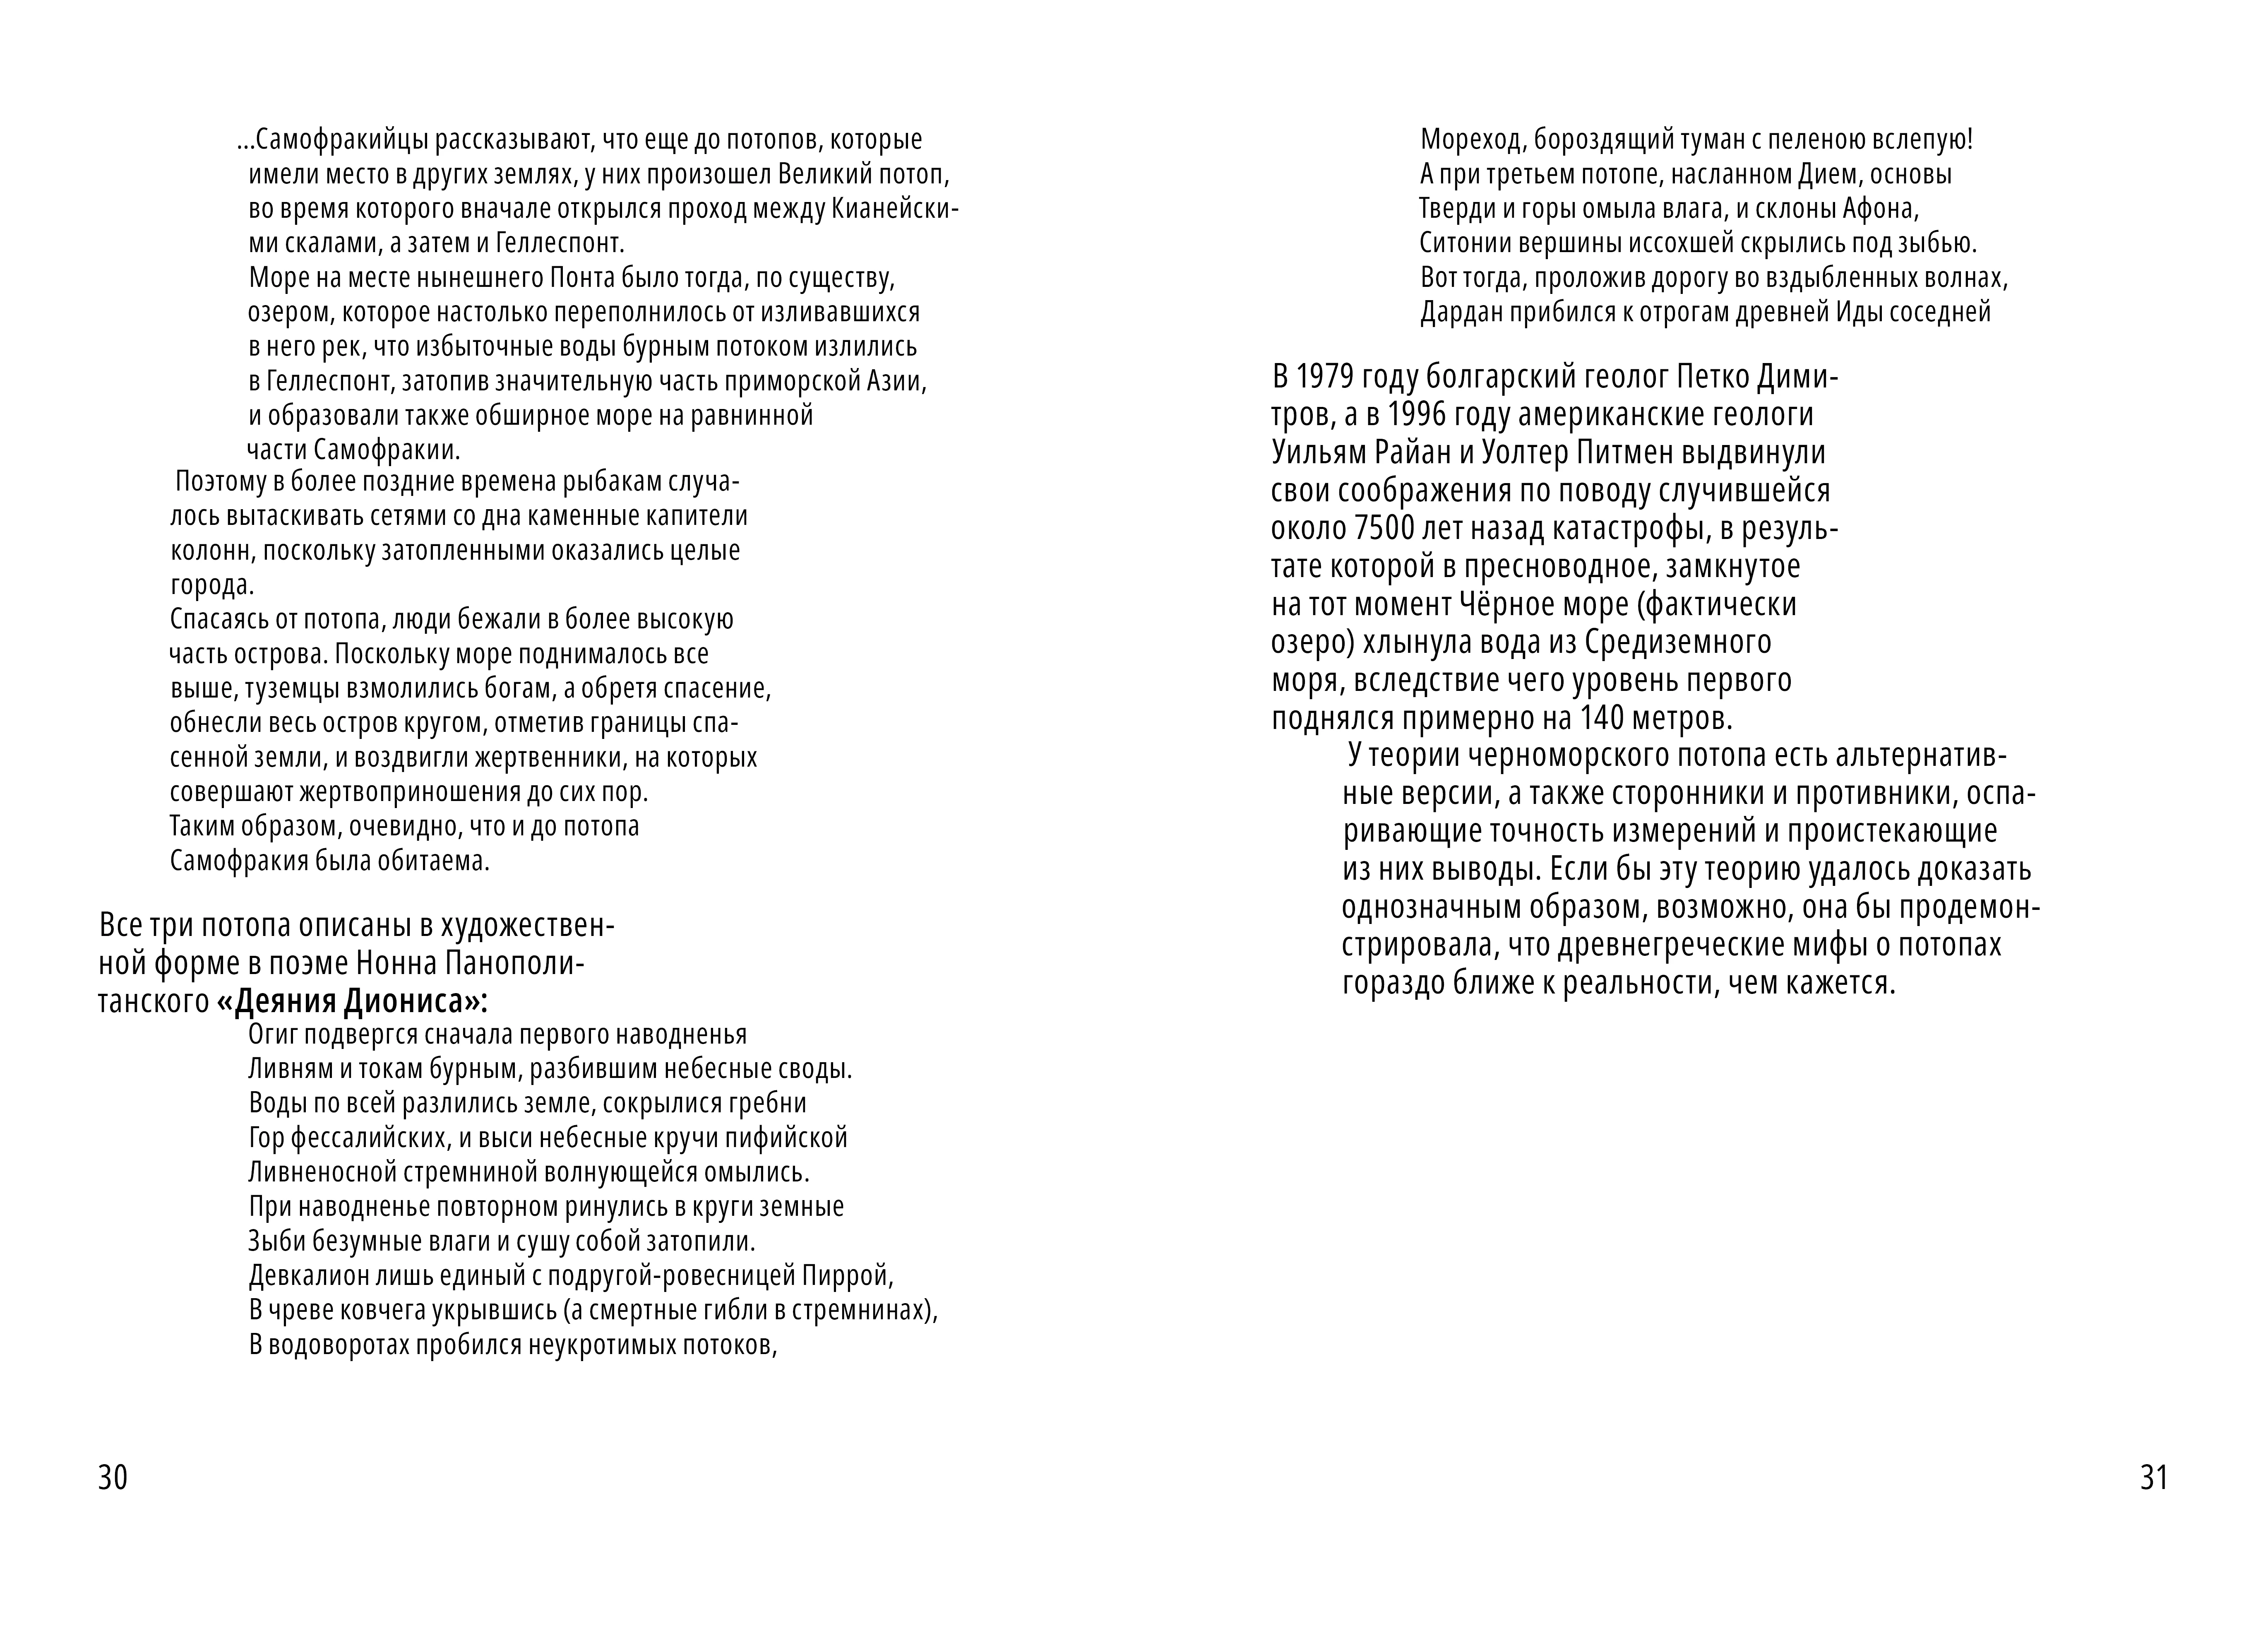 ...Самофракийцы рассказывают, что еще до потопов, которые
имели место в других землях, у них произошел Великий потоп,
во время которого вначале открылся проход между Кианейски-
ми скалами, а затем и Геллеспонт.
Море на месте нынешнего Понта было тогда, по существу,
озером, которое настолько переполнилось от изливавшихся
в него рек, что избыточные воды бурным потоком излились
в Геллеспонт, затопив значительную часть приморской Азии,
и образовали также обширное море на равнинной
части Самофракии.
Поэтому в более поздние времена рыбакам случа-
лось вытаскивать сетями со дна каменные капители
колонн, поскольку затопленными оказались целые
города.
Спасаясь от потопа, люди бежали в более высокую
часть острова. Поскольку море поднималось все
выше, туземцы взмолились богам, а обретя спасение,
обнесли весь остров кругом, отметив границы спа-
сенной земли, и воздвигли жертвенники, на которых
совершают жертвоприношения до сих пор.
Таким образом, очевидно, что и до потопа
Самофракия была обитаема.
Все три потопа описаны в художествен-
ной форме в поэме Нонна Панополи-
танского «Деяния Диониса»:
Огиг подвергся сначала первого наводненья
Ливням и токам бурным, разбившим небесные своды.
Воды по всей разлились земле, сокрылися гребни
Гор фессалийских, и выси небесные кручи пифийской
Ливненосной стремниной волнующейся омылись.
При наводненье повторном ринулись в круги земные
Зыби безумные влаги и сушу собой затопили.
Девкалион лишь единый с подругой-ровесницей Пиррой,
В чреве ковчега укрывшись (а смертные гибли в стремнинах),
В водоворотах пробился неукротимых потоков,
30
Мореход, бороздящий туман с пеленою вслепую!
А при третьем потопе, насланном Дием, основы
Тверди и горы омыла влага, и склоны Афона,
Ситонии вершины иссохшей скрылись под зыбью.
Вот тогда, проложив дорогу во вздыбленных волнах,
Дардан прибился к отрогам древней Иды соседней
В 1979 году болгарский геолог Петко Дими-
тров, а в 1996 году американские геологи
Уильям Райан и Уолтер Питмен выдвинули
свои соображения по поводу случившейся
около 7500 лет назад катастрофы, в резуль-
тате которой в пресноводное, замкнутое
на тот момент Чёрное море (фактически
озеро) хлынула вода из Средиземного
моря, вследствие чего уровень первого
поднялся примерно на 140 метров.
У теории черноморского потопа есть альтернатив-
ные версии, а также сторонники и противники, оспа-
ривающие точность измерений и проистекающие
из них выводы. Если бы эту теорию удалось доказать
однозначным образом, возможно, она бы продемон-
стрировала, что древнегреческие мифы о потопах
гораздо ближе к реальности, чем кажется.
31